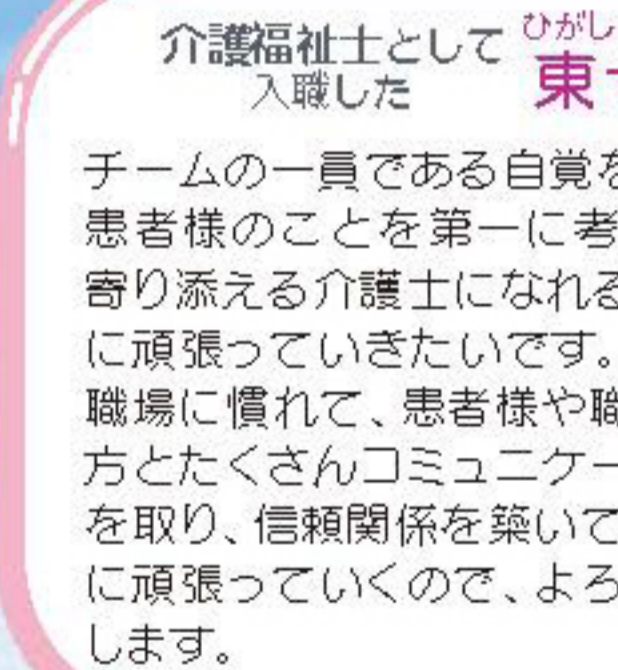 介護福祉士として
入職した
ひがし
東
チームの一員である自覚を
患者様のことを第一に考
寄り添える介護士になれる
に頑張っていきたいです。
職場に慣れて、患者様や職
方とたくさんコミュニケー
を取り、信頼関係を築いて
に頑張っていくので、よろ
します。